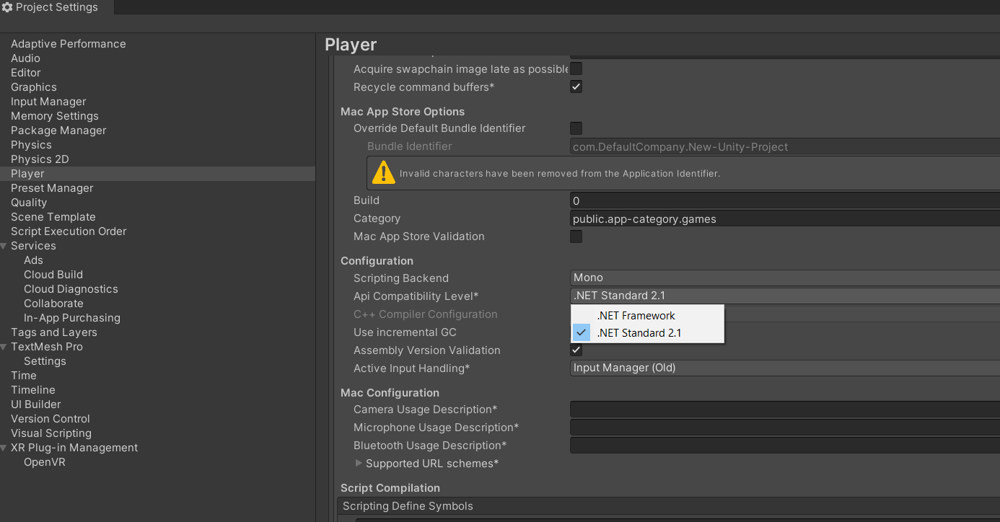 Project Settings
Adaptive Performance
Audio
Editor
Graphics
Input Manager
Memory Settings
Package Manager
Physics
Physics 2D
Player
Preset Manager
Quality
Scene Template
Script Execution Order
Services
Ads
Cloud Build
Cloud Diagnostics
Collaborate
In-App Purchasing
Tags and Layers
TextMesh Pro
Settings
Time
Timeline
UI Builder
Version Control
Visual Scripting
XR Plug-in Management
OpenVR
Player
Acquire swapchain image late as possible
Recycle command buffers*
Mac App Store Options
Override Default Bundle Identifier
Bundle Identifier com.DefaultCompany.New-Unity-Project
Invalid characters have been removed from the Application Identifier.
Build 0
Category public.app-category.games
Mac App Store Validation
Configuration
Scripting Backend Mono
Api Compatibility Level* .NET Standard 2.1
C++ Compiler Configuration .NET Framework
Use incremental GC .NET Standard 2.1
Assembly Version Validation
Active Input Handling* Input Manager (Old)
Mac Configuration
Camera Usage Description*
Microphone Usage Description*
Bluetooth Usage Description*
Supported URL schemes*
Script Compilation
Scripting Define Symbols